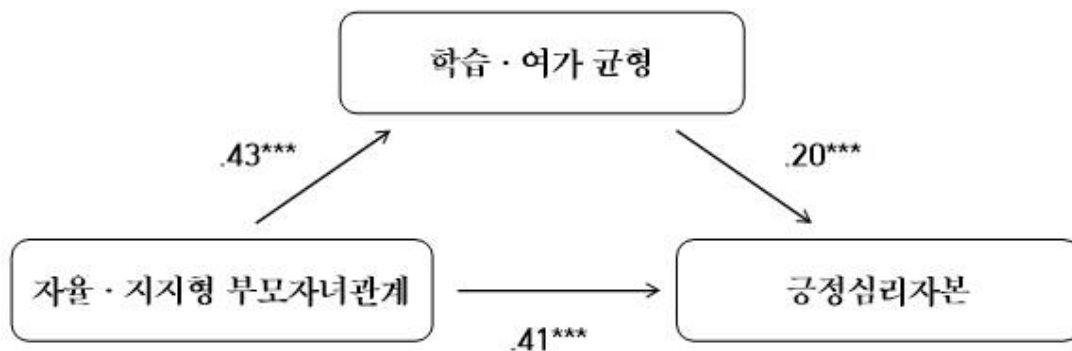 학습 · 여가 균형
.43***
.20***
자율 · 지지형 부모자녀관계
긍정심리자본
.41***